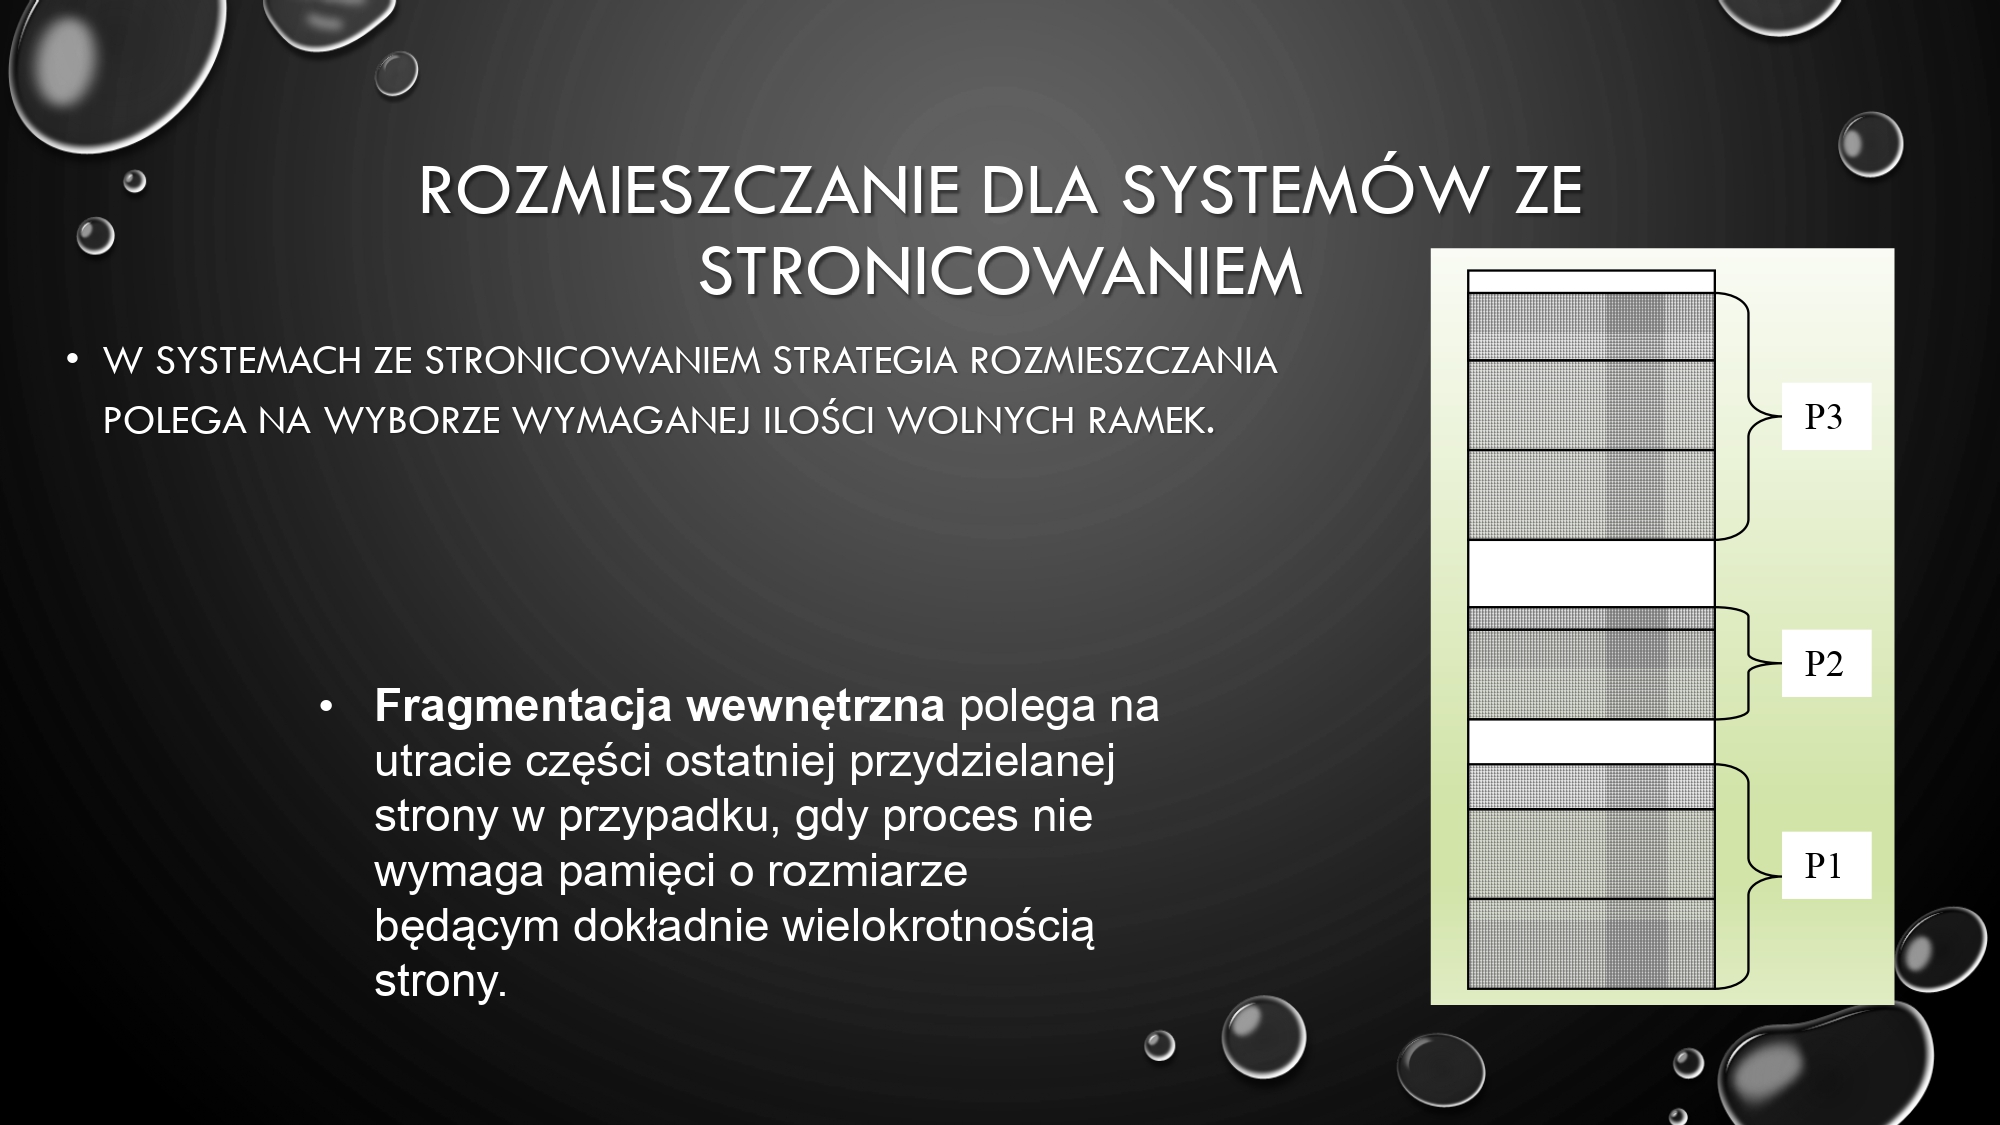 ROZMIESZCZANIE DLA SYSTEMÓW ZE
STRONICOWANIEM
• W SYSTEMACH ZE STRONICOWANIEM STRATEGIA ROZMIESZCZANIA
POLEGA NA WYBORZE WYMAGANEJ ILOŚCI WOLNYCH RAMEK.
• Fragmentacja wewnętrzna polega na
utracie części ostatniej przydzielanej
strony w przypadku, gdy proces nie
wymaga pamięci o rozmiarze
będącym dokładnie wielokrotnością
strony.
P3
P2
P1